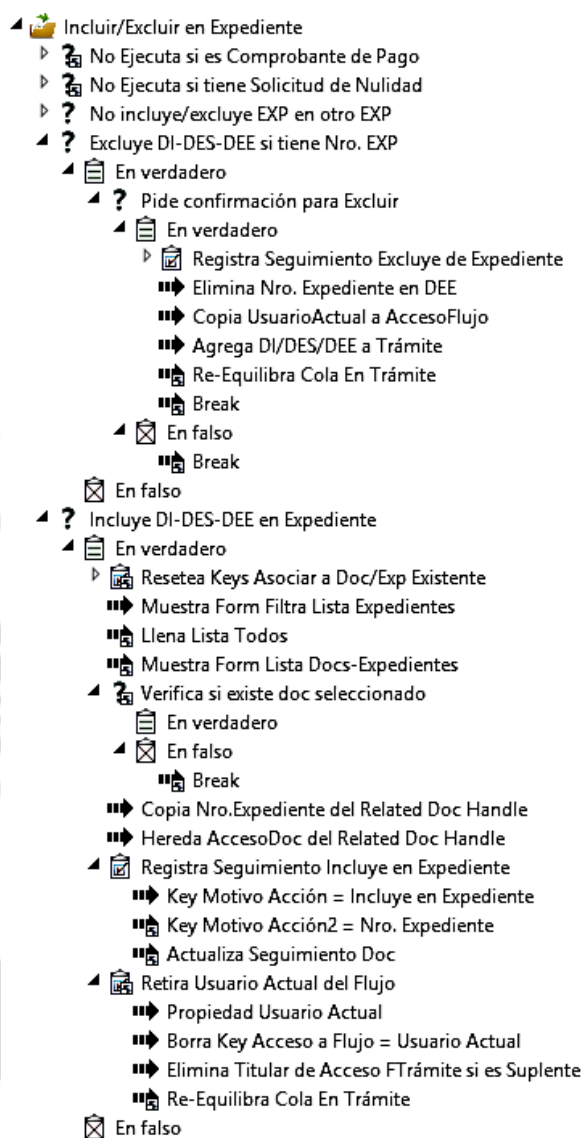 Incluir/Excluir en Expediente
No Ejecuta si es Comprobante de Pago
No Ejecuta si tiene Solicitud de Nulidad
No incluye/excluye EXP en otro EXP
Excluye DI-DES-DEE si tiene Nro. EXP
En verdadero
Pide confirmación para Excluir
En verdadero
Registra Seguimiento Excluye de Expediente
Elimina Nro. Expediente en DEE
Copia UsuarioActual a AccesoFlujo
Agrega DI/DES/DEE a Trámite
Re-Equilibra Cola En Trámite
Break
En falso
Break
En falso
Incluye DI-DES-DEE en Expediente
En verdadero
Resetea Keys Asociar a Doc/Exp Existente
Muestra Form Filtra Lista Expedientes
Llena Lista Todos
Muestra Form Lista Docs-Expedientes
Verifica si existe doc seleccionado
En verdadero
En falso
Break
Copia Nro.Expediente del Related Doc Handle
Hereda AccesoDoc del Related Doc Handle
Registra Seguimiento Incluye en Expediente
Key Motivo Acción = Incluye en Expediente
Key Motivo Acción2 = Nro. Expediente
Actualiza Seguimiento Doc
Retira Usuario Actual del Flujo
Propiedad Usuario Actual
Borra Key Acceso a Flujo = Usuario Actual
Elimina Titular de Acceso FTrámite si es Suplente
Re-Equilibra Cola En Trámite
En falso